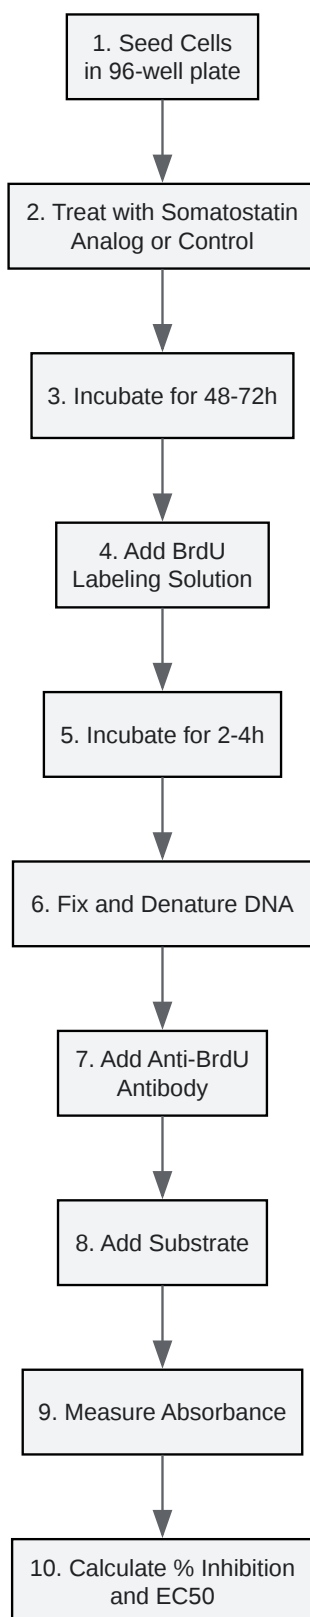 1. Seed Cells
in 96-well plate
2. Treat with Somatostatin
Analog or Control
3. Incubate for 48-72h
4. Add BrdU
Labeling Solution
5. Incubate for 2-4h
6. Fix and Denature DNA
7. Add Anti-BrdU
Antibody
8. Add Substrate
9. Measure Absorbance
10. Calculate % Inhibition
and EC50